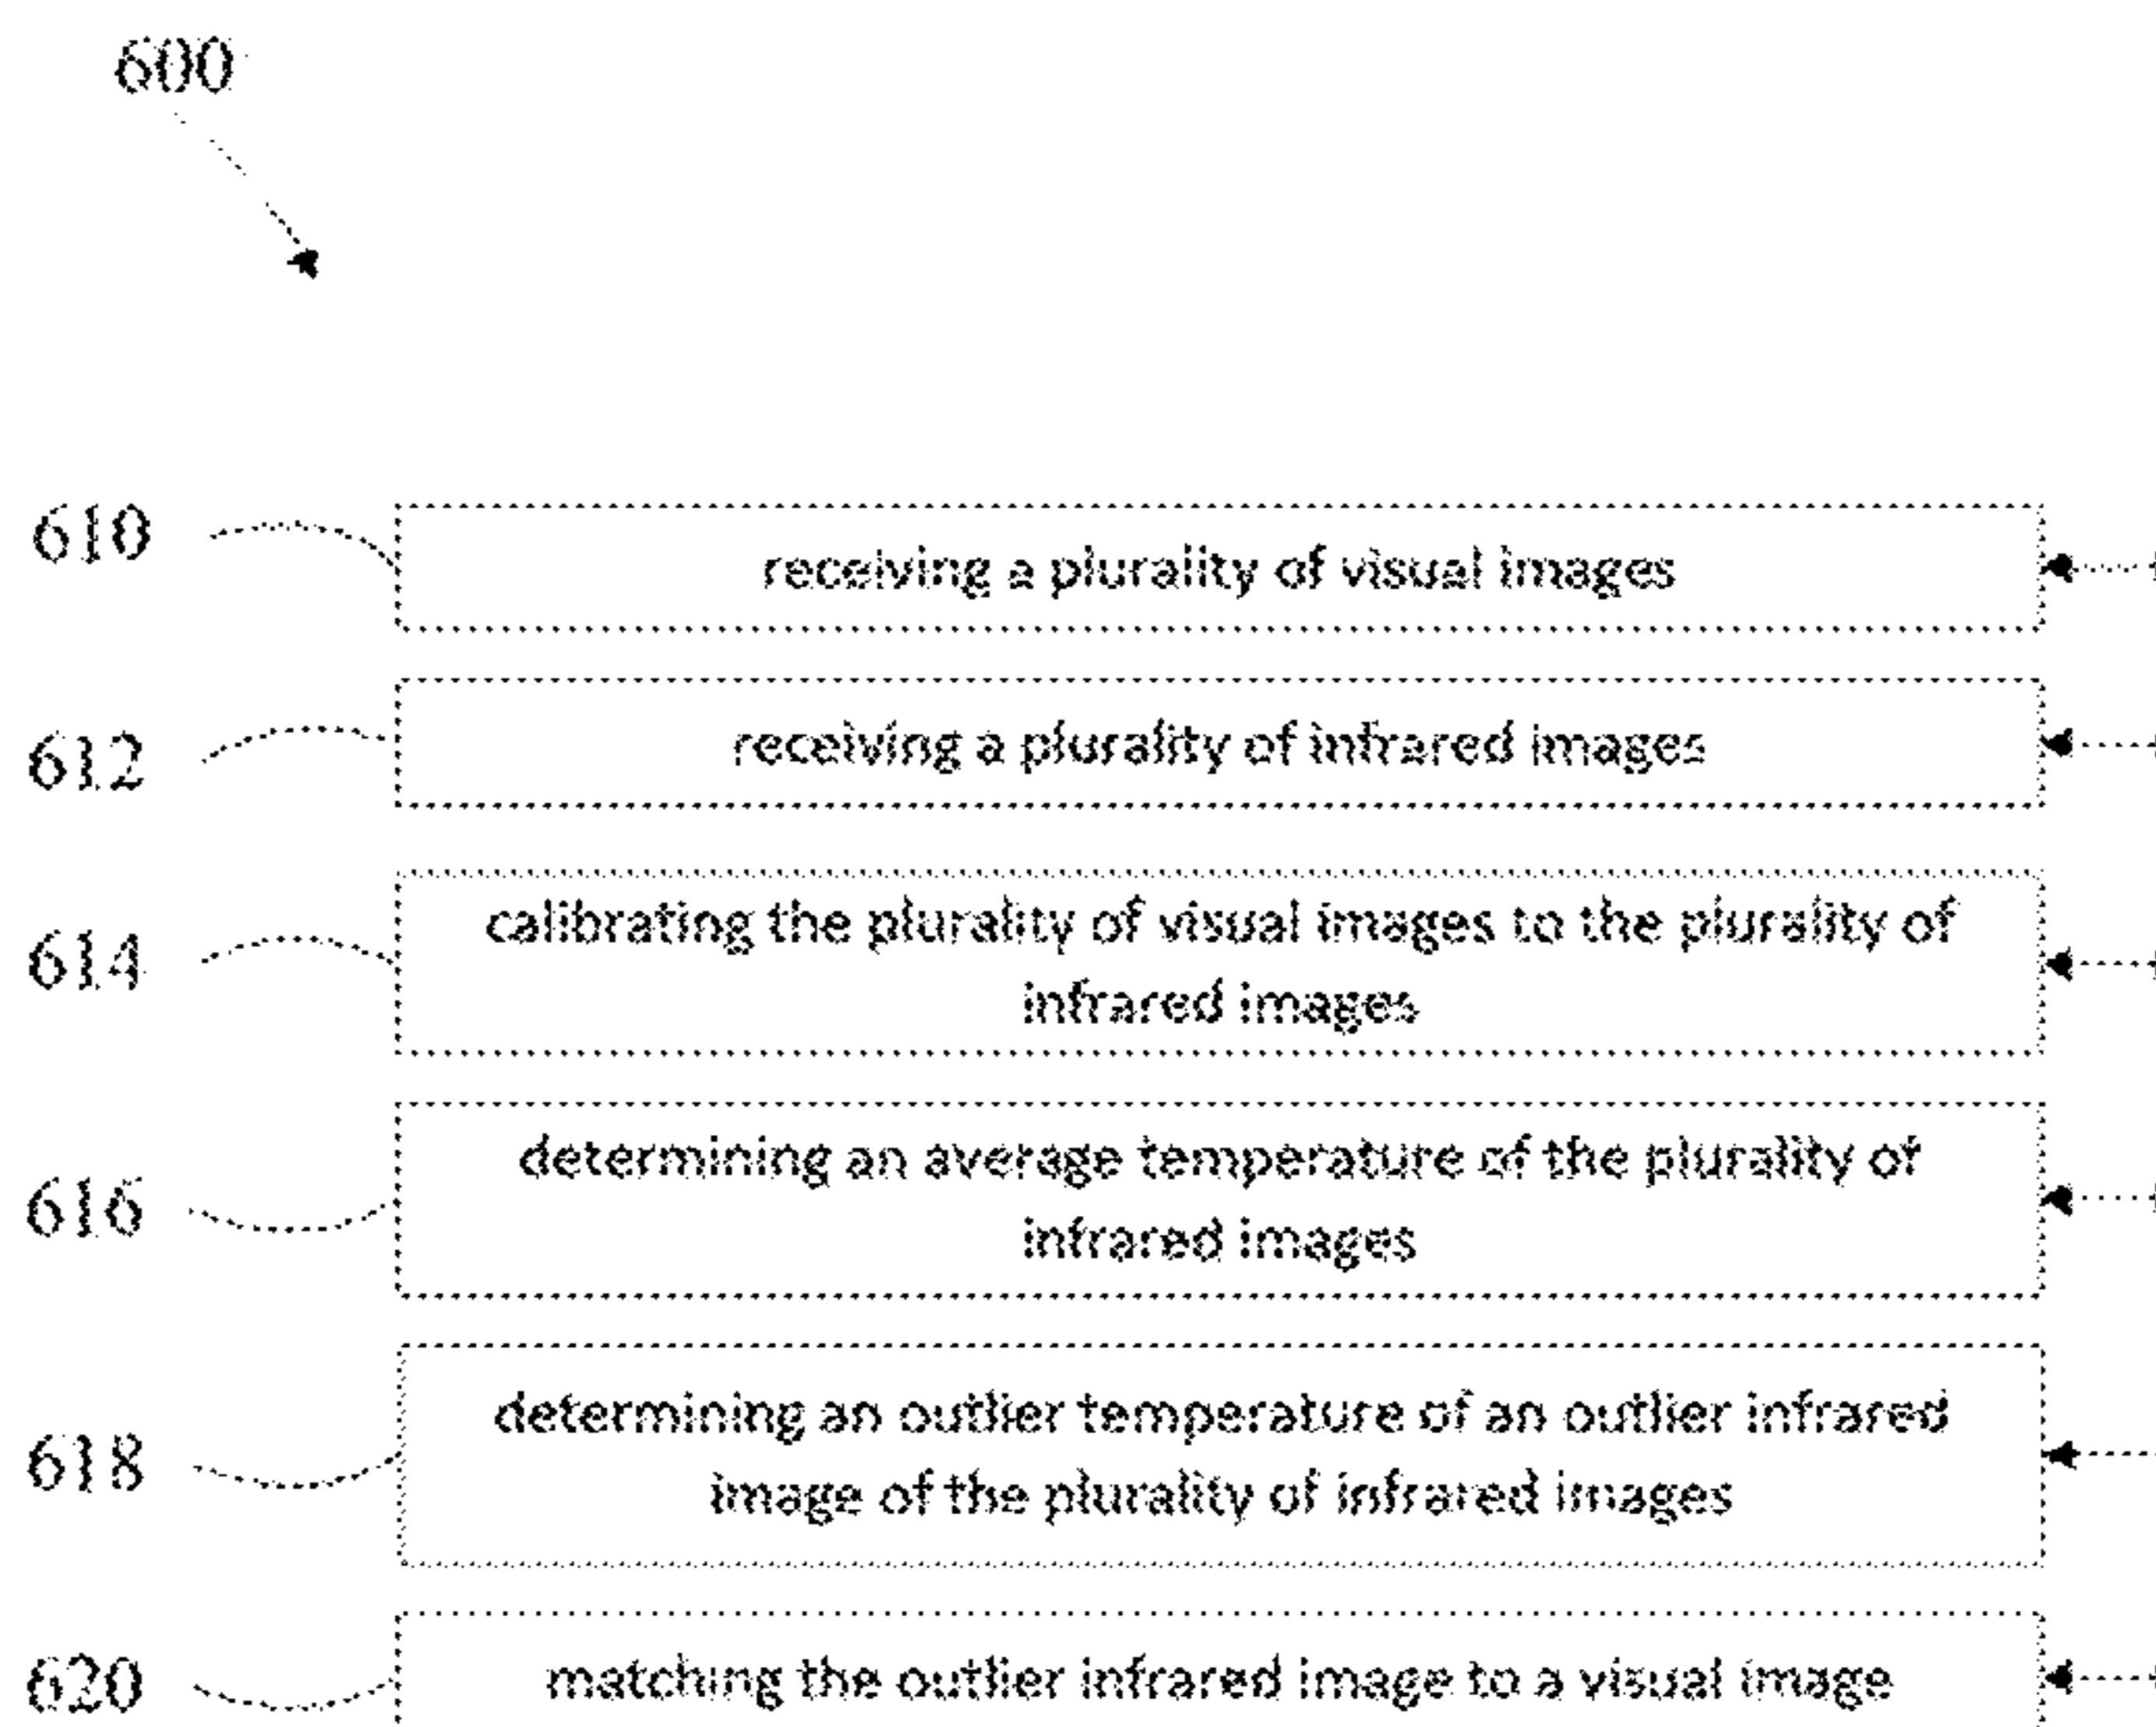 600
610
receiving a plurality of visual images
612
receiving a plurality of infrared images
614
calibrating the plurality of visual images to the plurality of
infrared images
616
determining an average temperature of the plurality of
infrared images
618
determining an outlier temperature of an outlier infrared
image of the plurality of infrared images
620
matching the outlier infrared image to a visual image